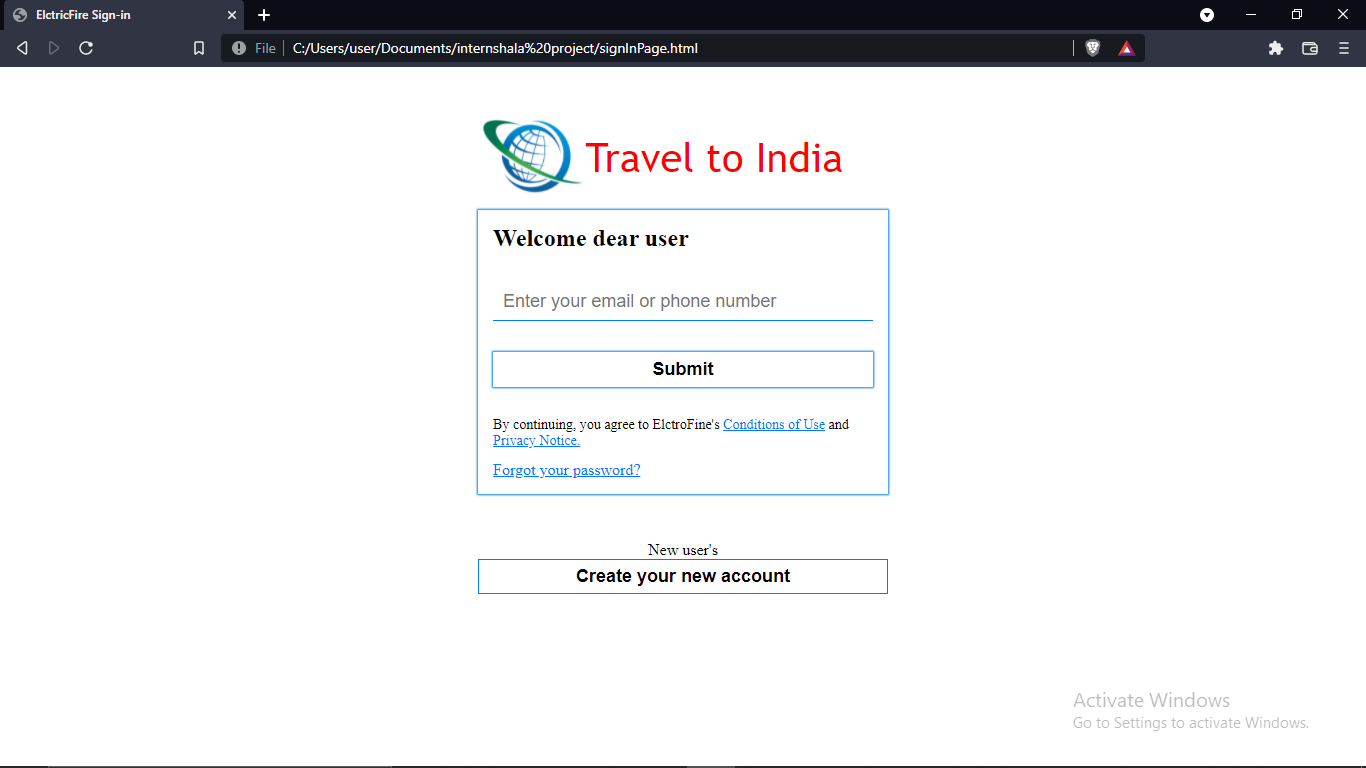 ElctricFire Sign-in
File C:/Users/user/Documents/internshala%20project/signInPage.html
Travel to India
Welcome dear user
Enter your email or phone number
Submit
By continuing, you agree to ElctroFine's Conditions of Use and
Privacy Notice.
Forgot your password?
New user's
Create your new account
Activate Windows
Go to Settings to activate Windows.